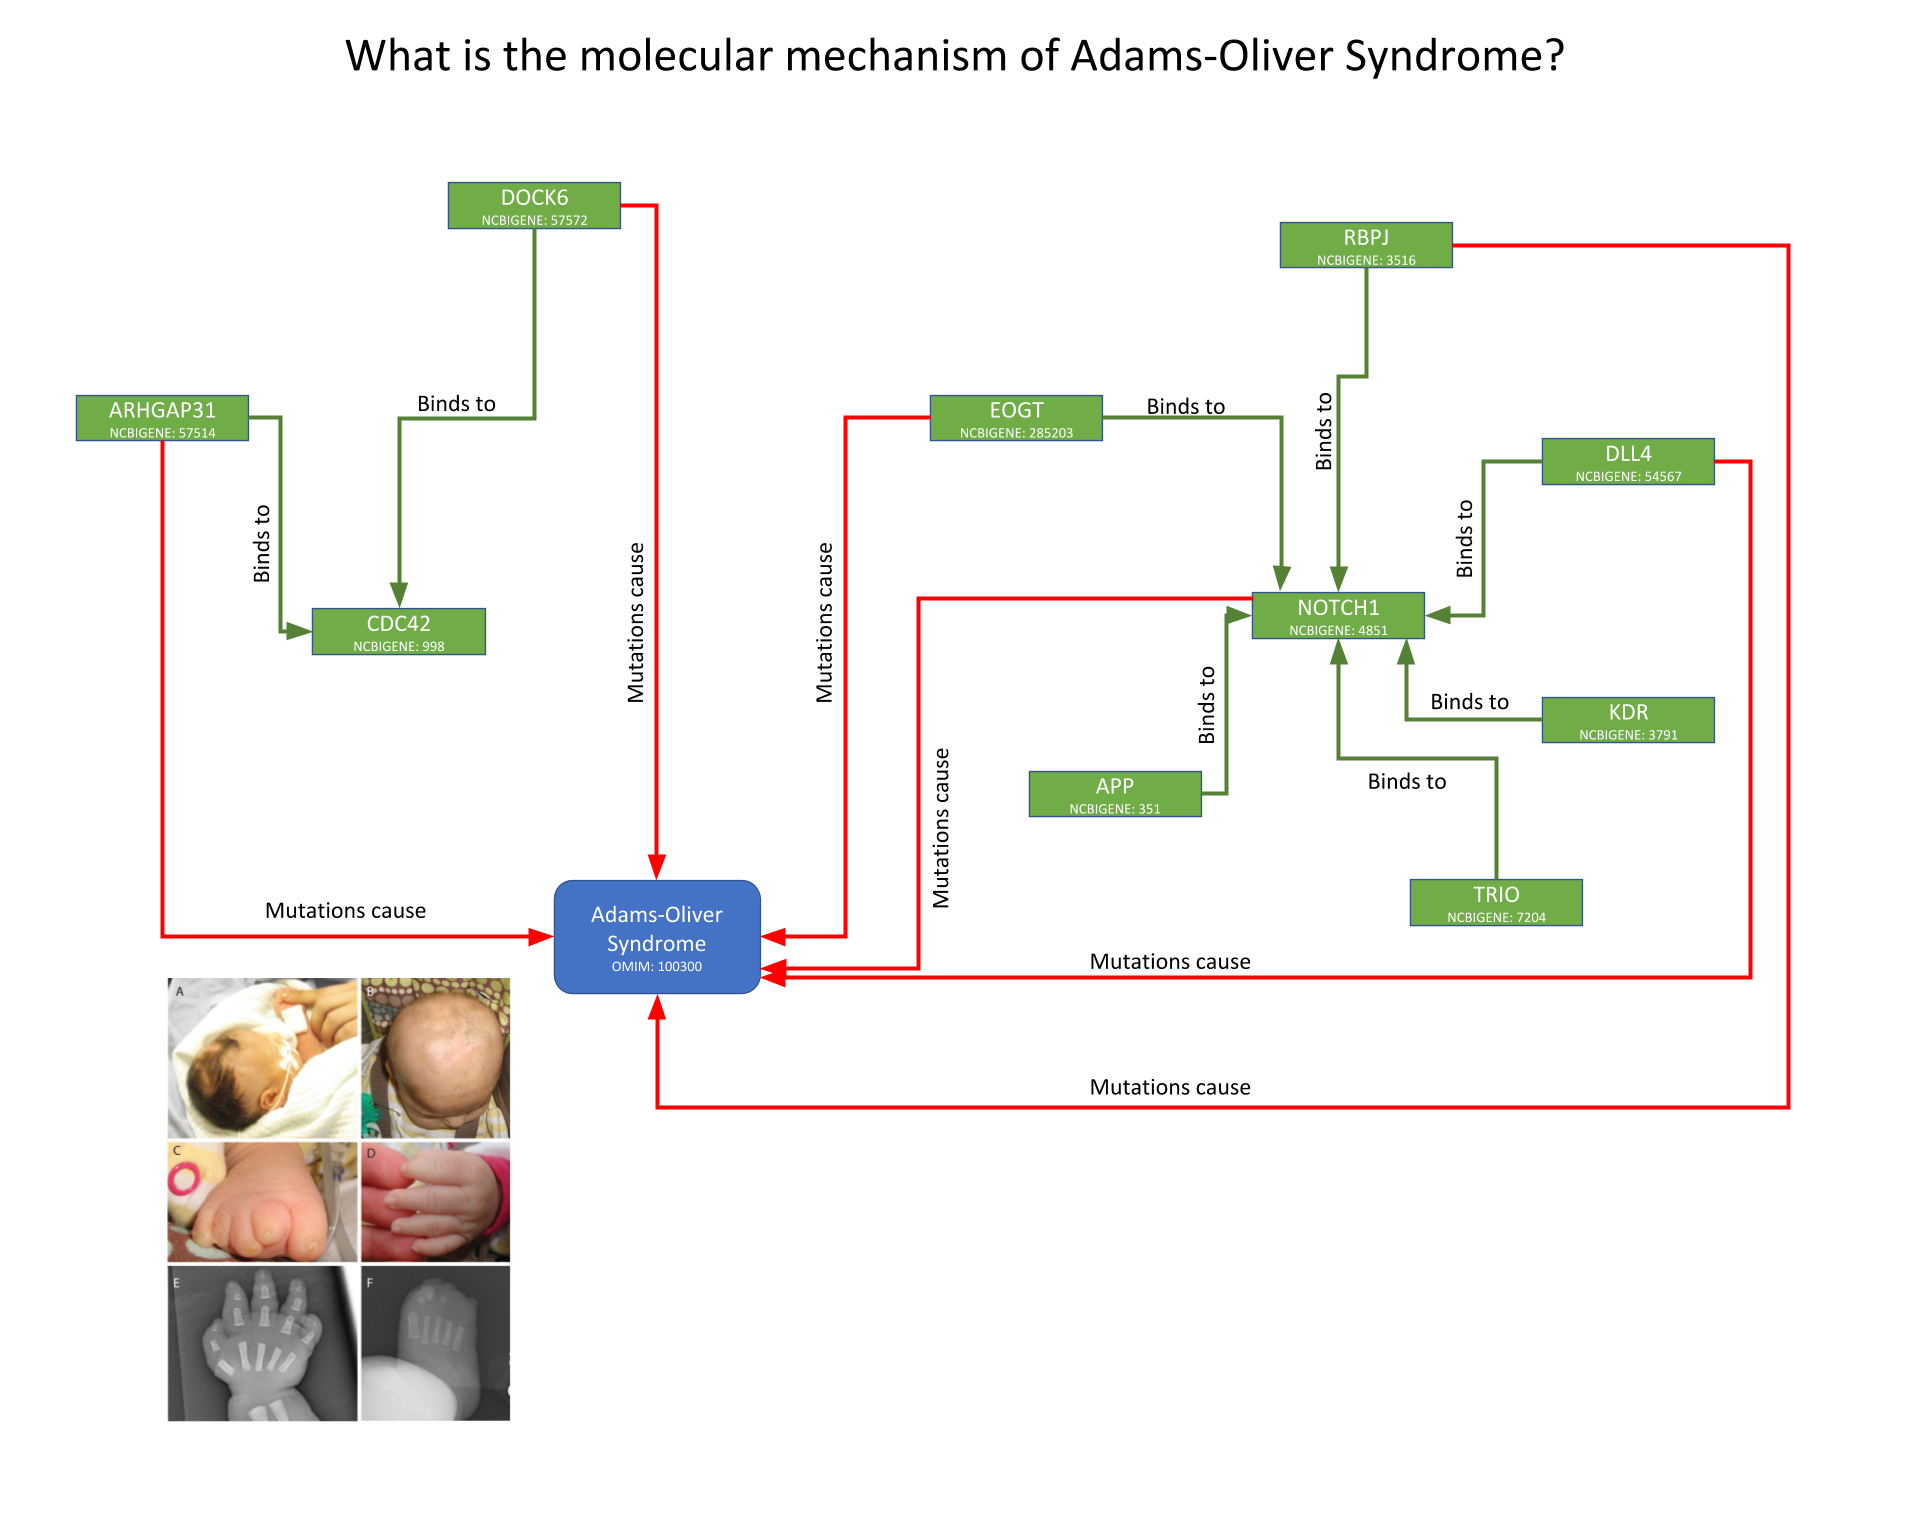 What is the molecular mechanism of Adams-Oliver Syndrome?
DOCK6
NCBIGENE: 57572
RBPJ
NCBIGENE: 3516
ARHGAP31
NCBIGENE: 57514
Binds to
EOGT
NCBIGENE: 285203
Binds to
Binds to
DLL4
NCBIGENE: 54567
Binds to
Binds to
CDC42
NCBIGENE: 998
Mutations cause
Mutations cause
NOTCH1
NCBIGENE: 4851
Binds to
Binds to
KDR
NCBIGENE: 3791
APP
NCBIGENE: 351
Binds to
Mutations cause
TRIO
NCBIGENE: 7204
Mutations cause
Adams-Oliver
Syndrome
OMIM: 100300
Mutations cause
Mutations cause
A
B
C
D
E
F